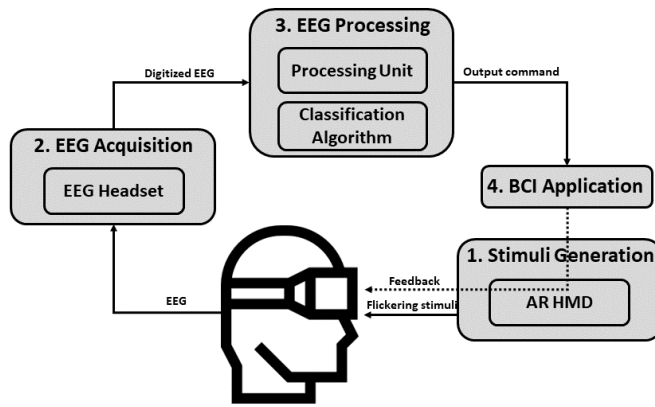 3. EEG Processing
Processing Unit
Classification
Algorithm
Digitized EEG
Output command
2. EEG Acquisition
EEG Headset
4. BCI Application
1. Stimuli Generation
AR HMD
Feedback
Flickering stimuli
EEG